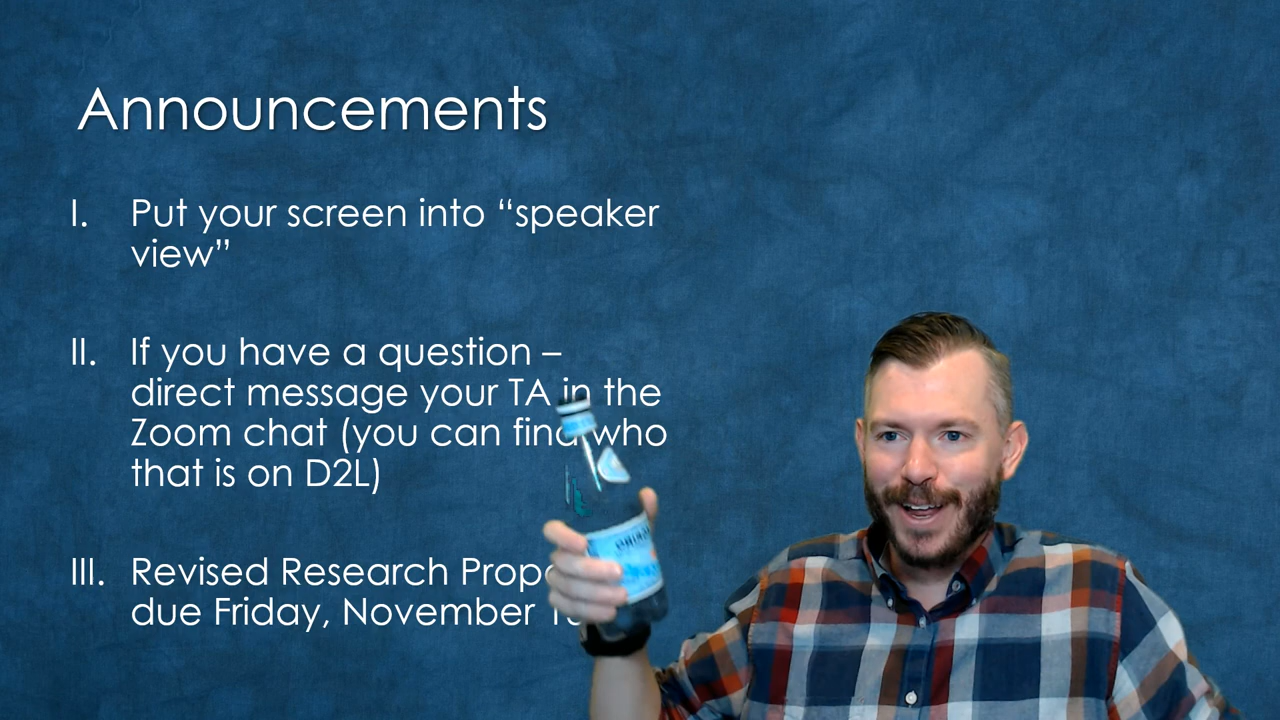 Announcements
I. Put your screen into “speaker
view”
II. If you have a question –
direct message your TA in the
Zoom chat (you can find who
that is on D2L)
III. Revised Research
due Friday, November